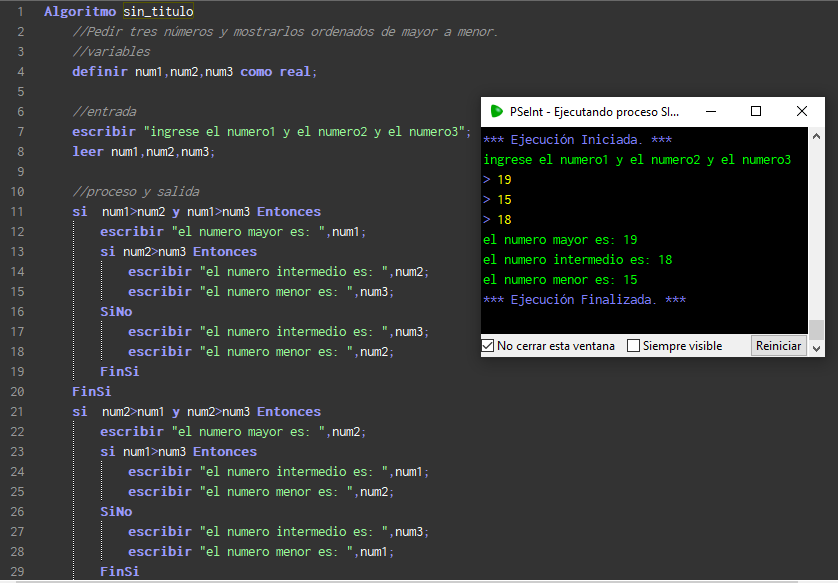 1 Algoritmo sin_titulo
2 //Pedir tres números y mostrarlos ordenados de mayor a menor.
3 //variables
4 definir num1,num2,num3 como real;
5
6 //entrada
7 escribir "ingrese el numero1 y el numero2 y el numero3";
8 leer num1,num2,num3;
9
10 //proceso y salida
11 si num1>num2 y num1>num3 Entonces
12 escribir "el numero mayor es: ",num1;
13 si num2>num3 Entonces
14 escribir "el numero intermedio es: ",num2;
15 escribir "el numero menor es: ",num3;
16 SiNo
17 escribir "el numero intermedio es: ",num3;
18 escribir "el numero menor es: ",num2;
19 FinSi
20 FinSi
21 si num2>num1 y num2>num3 Entonces
22 escribir "el numero mayor es: ",num2;
23 si num1>num3 Entonces
24 escribir "el numero intermedio es: ",num1;
25 escribir "el numero menor es: ",num2;
26 SiNo
27 escribir "el numero intermedio es: ",num3;
28 escribir "el numero menor es: ",num1;
29 FinSi
PSeInt - Ejecutando proceso SI...
*** Ejecución Iniciada. ***
ingrese el numero1 y el numero2 y el numero3
> 19
> 15
> 18
el numero mayor es: 19
el numero intermedio es: 18
el numero menor es: 15
*** Ejecución Finalizada. ***
No cerrar esta ventana Siempre visible Reiniciar